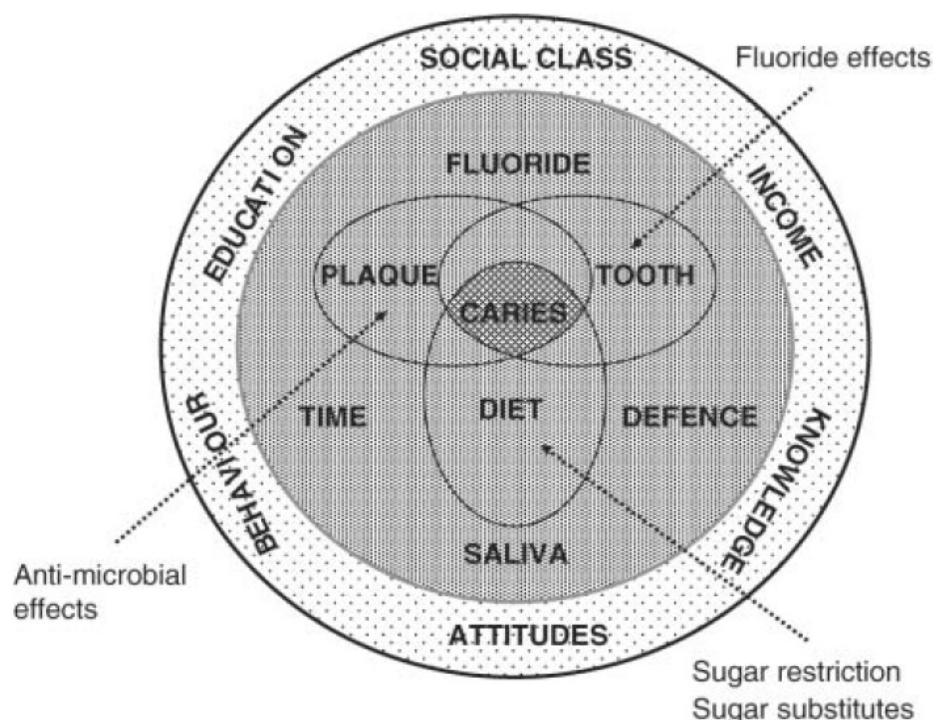 SOCIAL CLASS
Fluoride effects
EDUCATION
FLUORIDE
INCOME
PLAQUE
TOOTH
CARIES
TIME
DIET
DEFENCE
BEHAVIOUR
KNOWLEDGE
SALIVA
Anti-microbial
effects
ATTITUDES
Sugar restriction
Sugar substitutes